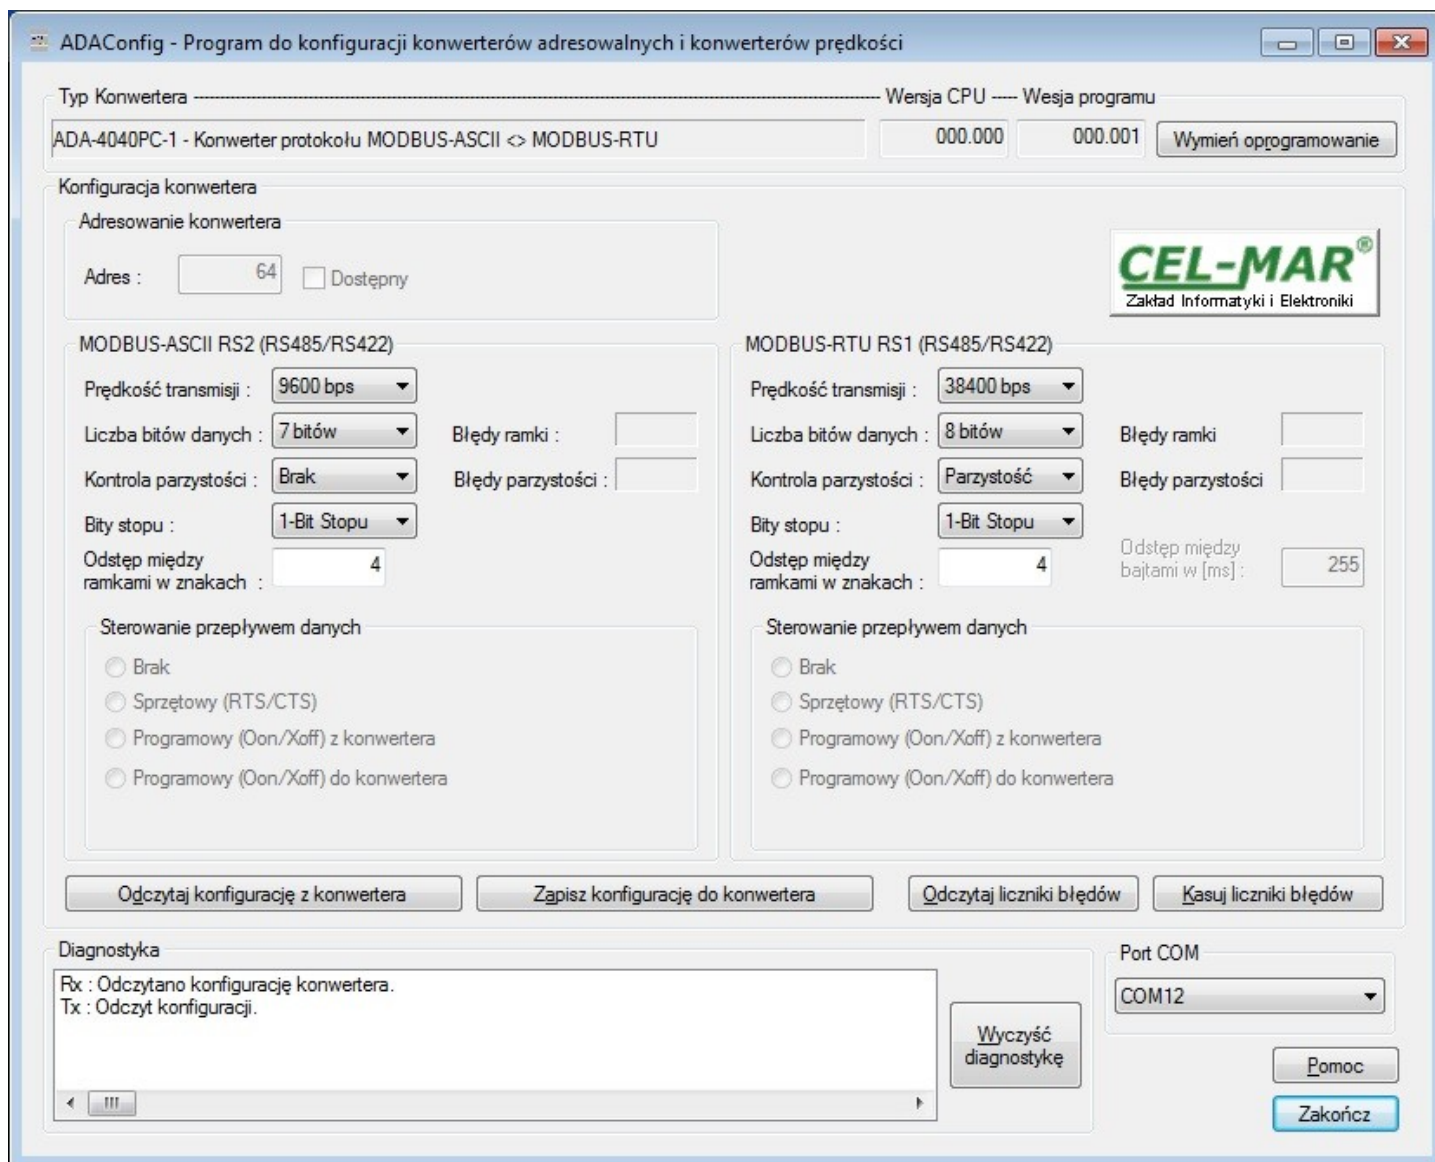 ADAConfig - Program do konfiguracji konwerterów adresowalnych i konwerterów prędkości
Typ Konwertera
Wersja CPU
Wesja programu
ADA-4040PC-1 - Konwerter protokołu MODBUS-ASCII <> MODBUS-RTU
000.000
000.001
Wymień oprogramowanie
Konfiguracja konwertera
Adresowanie konwertera
Adres :
64
Dostępny
CEL-MAR®
Zakład Informatyki i Elektroniki
MODBUS-ASCII RS2 (RS485/RS422)
Prędkość transmisji :
9600 bps
Liczba bitów danych :
7 bitów
Błędy ramki :
Kontrola parzystości :
Brak
Błędy parzystości :
Bity stopu :
1-Bit Stopu
Odstęp między
ramkami w znakach :
4
Sterowanie przepływem danych
Brak
Sprzętowy (RTS/CTS)
Programowy (Oon/Xoff) z konwertera
Programowy (Oon/Xoff) do konwertera
MODBUS-RTU RS1 (RS485/RS422)
Prędkość transmisji :
38400 bps
Liczba bitów danych :
8 bitów
Błędy ramki
Kontrola parzystości :
Parzystość
Błędy parzystości
Bity stopu :
1-Bit Stopu
Odstęp między
ramkami w znakach :
4
Odstęp między
bajtami w [ms] :
255
Sterowanie przepływem danych
Brak
Sprzętowy (RTS/CTS)
Programowy (Oon/Xoff) z konwertera
Programowy (Oon/Xoff) do konwertera
Odczytaj konfigurację z konwertera
Zapisz konfigurację do konwertera
Odczytaj liczniki błędów
Kasuj liczniki błędów
Diagnostyka
Rx : Odczytano konfigurację konwertera.
Tx : Odczyt konfiguracji.
Wyczyść
diagnostykę
Port COM
COM12
Pomoc
Zakończ